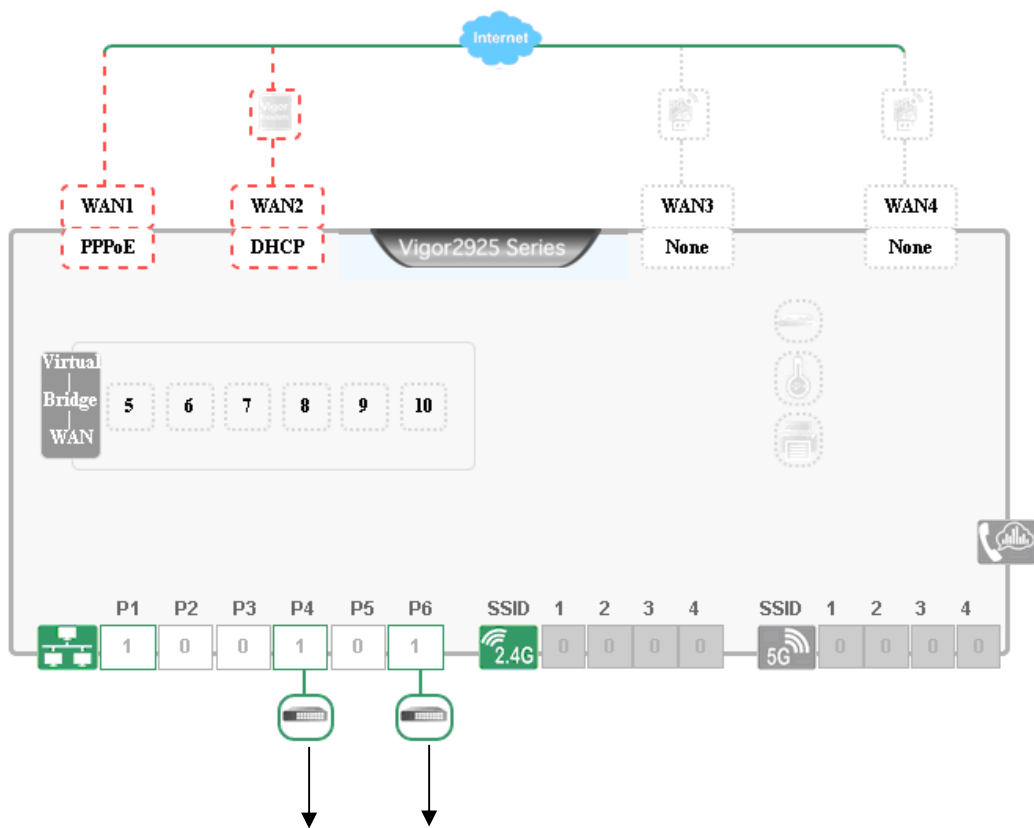 Internet
Vigor
WAN1
WAN2
WAN3
WAN4
PPPoE
DHCP
Vigor2925 Series
None
None
Virtual
Bridge
WAN
5 6 7 8 9 10
P1 P2 P3 P4 P5 P6 SSID 1 2 3 4 SSID 1 2 3 4
1 0 0 1 0 1 2.4G 0 0 0 0 5G 0 0 0 0